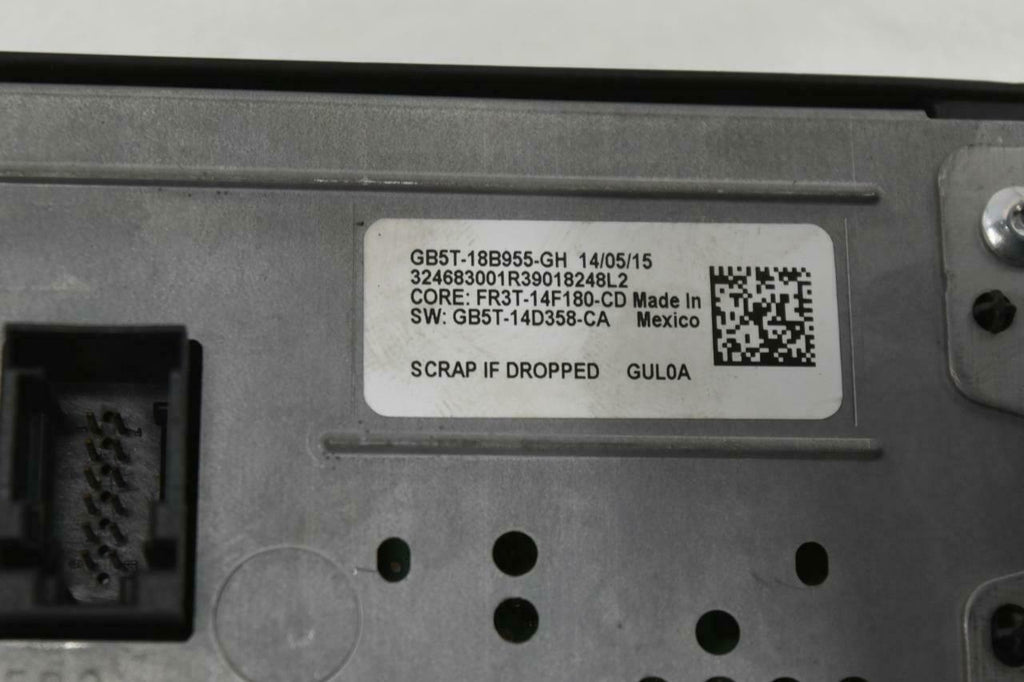 GB5T-18B955-GH 14/05/15
324683001R39018248L2
CORE: FR3T-14F180-CD Made In
SW: GB5T-14D358-CA Mexico
SCRAP IF DROPPED GUL0A